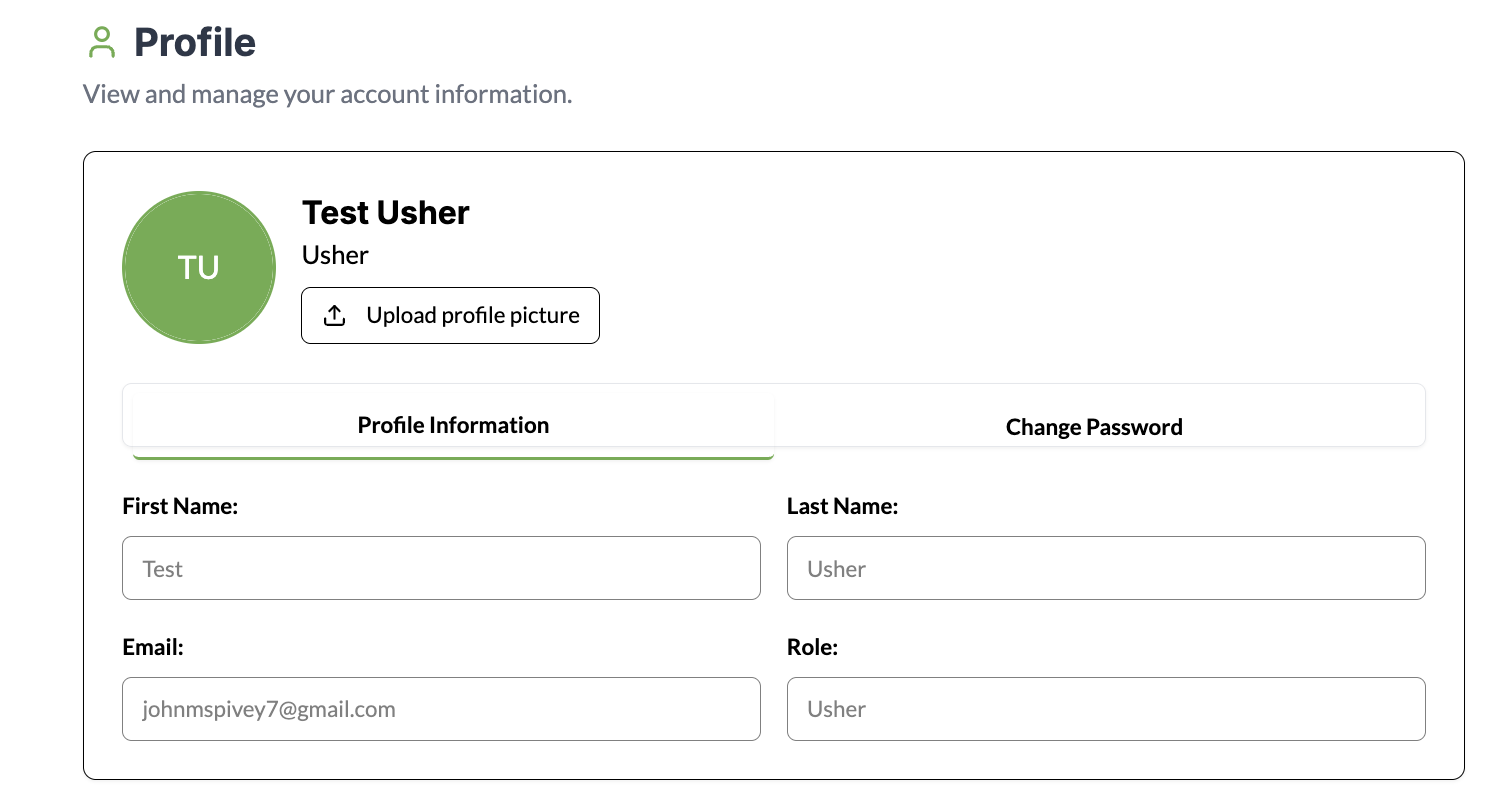 Profile
View and manage your account information.
TU
Test Usher
Usher
Upload profile picture
Profile Information
Change Password
First Name:
Last Name:
Test
Usher
Email:
Role:
johnmspivey7@gmail.com
Usher